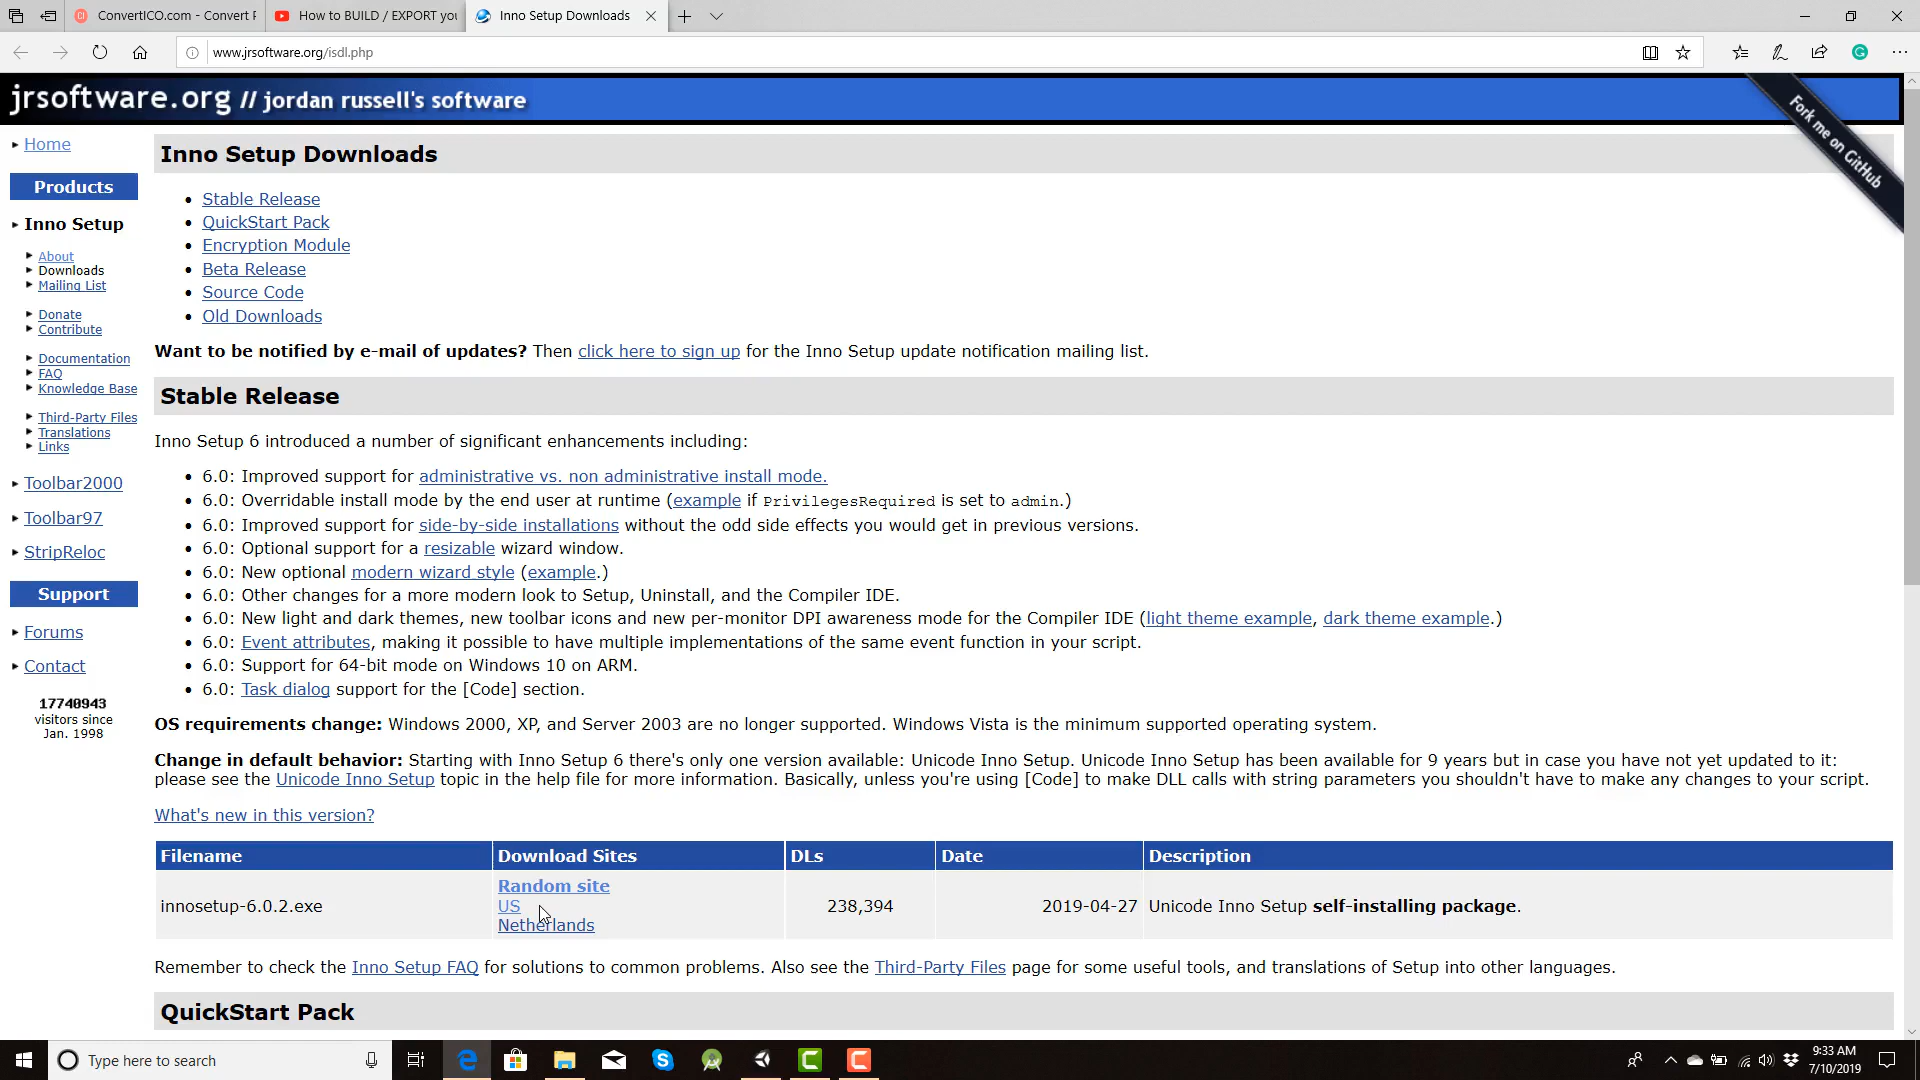 ConvertICO.com - Convert P
How to BUILD / EXPORT you
Inno Setup Downloads
www.jrsoftware.org/isdl.php
jrsoftware.org // jordan russell's software
Fork me on GitHub
Home
Products
Inno Setup
About
Downloads
Mailing List
Donate
Contribute
Documentation
FAQ
Knowledge Base
Third-Party Files
Translations
Links
Toolbar2000
Toolbar97
StripReloc
Support
Forums
Contact
17740943
visitors since
Jan. 1998
Inno Setup Downloads
Stable Release
QuickStart Pack
Encryption Module
Beta Release
Source Code
Old Downloads
Want to be notified by e-mail of updates? Then click here to sign up for the Inno Setup update notification mailing list.
Stable Release
Inno Setup 6 introduced a number of significant enhancements including:
6.0: Improved support for administrative vs. non administrative install mode.
6.0: Overridable install mode by the end user at runtime (example if PrivilegesRequired is set to admin.)
6.0: Improved support for side-by-side installations without the odd side effects you would get in previous versions.
6.0: Optional support for a resizable wizard window.
6.0: New optional modern wizard style (example.)
6.0: Other changes for a more modern look to Setup, Uninstall, and the Compiler IDE.
6.0: New light and dark themes, new toolbar icons and new per-monitor DPI awareness mode for the Compiler IDE (light theme example, dark theme example.)
6.0: Event attributes, making it possible to have multiple implementations of the same event function in your script.
6.0: Support for 64-bit mode on Windows 10 on ARM.
6.0: Task dialog support for the [Code] section.
OS requirements change: Windows 2000, XP, and Server 2003 are no longer supported. Windows Vista is the minimum supported operating system.
Change in default behavior: Starting with Inno Setup 6 there's only one version available: Unicode Inno Setup. Unicode Inno Setup has been available for 9 years but in case you have not yet updated to it:
please see the Unicode Inno Setup topic in the help file for more information. Basically, unless you're using [Code] to make DLL calls with string parameters you shouldn't have to make any changes to your script.
What's new in this version?
Filename Download Sites DLs Date Description
Random site
innosetup-6.0.2.exe US 238,394 2019-04-27 Unicode Inno Setup self-installing package.
Netherlands
Remember to check the Inno Setup FAQ for solutions to common problems. Also see the Third-Party Files page for some useful tools, and translations of Setup into other languages.
QuickStart Pack
Type here to search
9:33 AM
7/10/2019